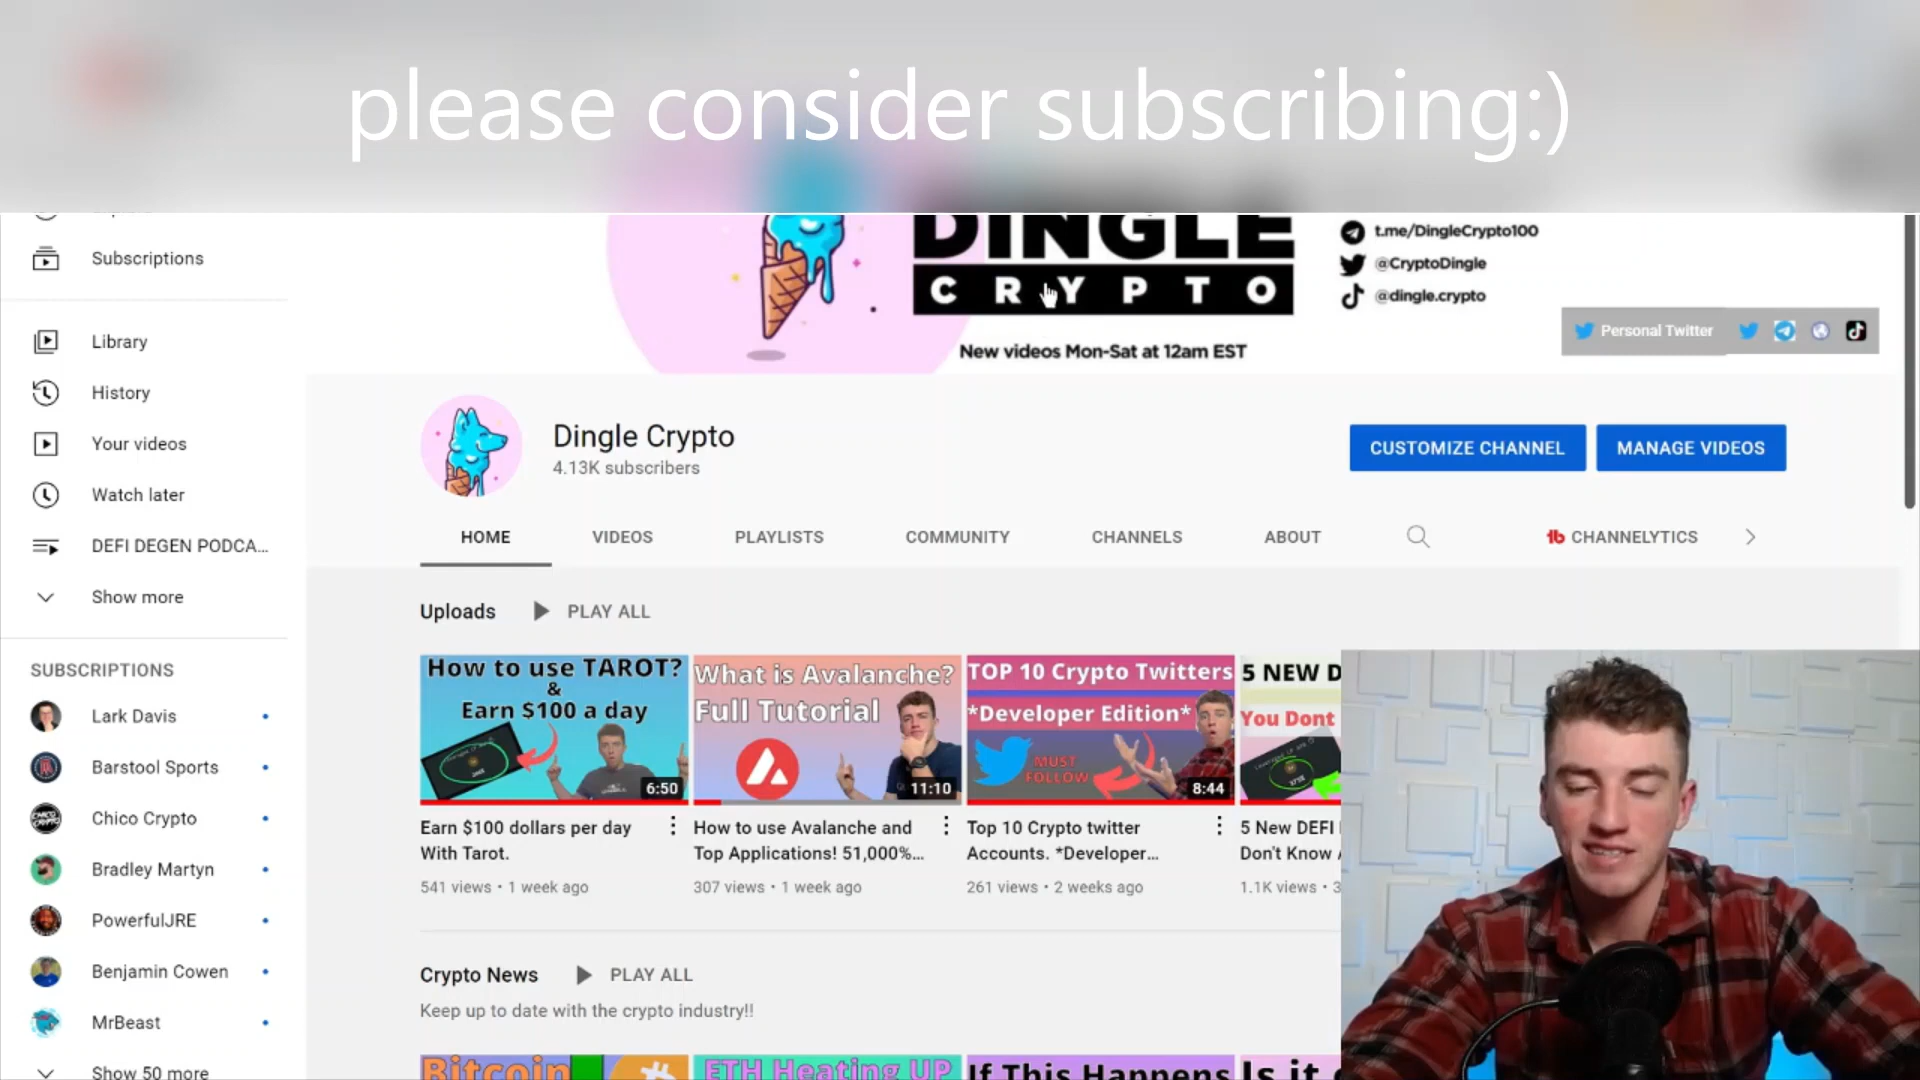 please consider subscribing:)
Subscriptions
Library
History
Your videos
Watch later
DEFI DEGEN PODCA...
Show more
SUBSCRIPTIONS
Lark Davis
Barstool Sports
Chico Crypto
Bradley Martyn
PowerfulJRE
Benjamin Cowen
MrBeast
Show 50 more
DINGLE
CRYPTO
New videos Mon-Sat at 12am EST
t.me/DingleCrypto100
@CryptoDingle
@dingle.crypto
Personal Twitter
Dingle Crypto
4.13K subscribers
CUSTOMIZE CHANNEL
MANAGE VIDEOS
HOME
VIDEOS
PLAYLISTS
COMMUNITY
CHANNELS
ABOUT
CHANNELYTICS
Uploads
PLAY ALL
How to use TAROT?
&
Earn $100 a day
6:50
Earn $100 dollars per day
With Tarot.
541 views • 1 week ago
What is Avalanche?
Full Tutorial
11:10
How to use Avalanche and
Top Applications! 51,000%...
307 views • 1 week ago
TOP 10 Crypto Twitters
*Developer Edition*
MUST
FOLLOW
8:44
Top 10 Crypto twitter
Accounts. *Developer...
261 views • 2 weeks ago
5 NEW D
You Dont
5 New DEFI
Don't Know
1.1K views • 3
Crypto News
PLAY ALL
Keep up to date with the crypto industry!!
Bitcoin
ETH Heating UP
If This Happens
Is it